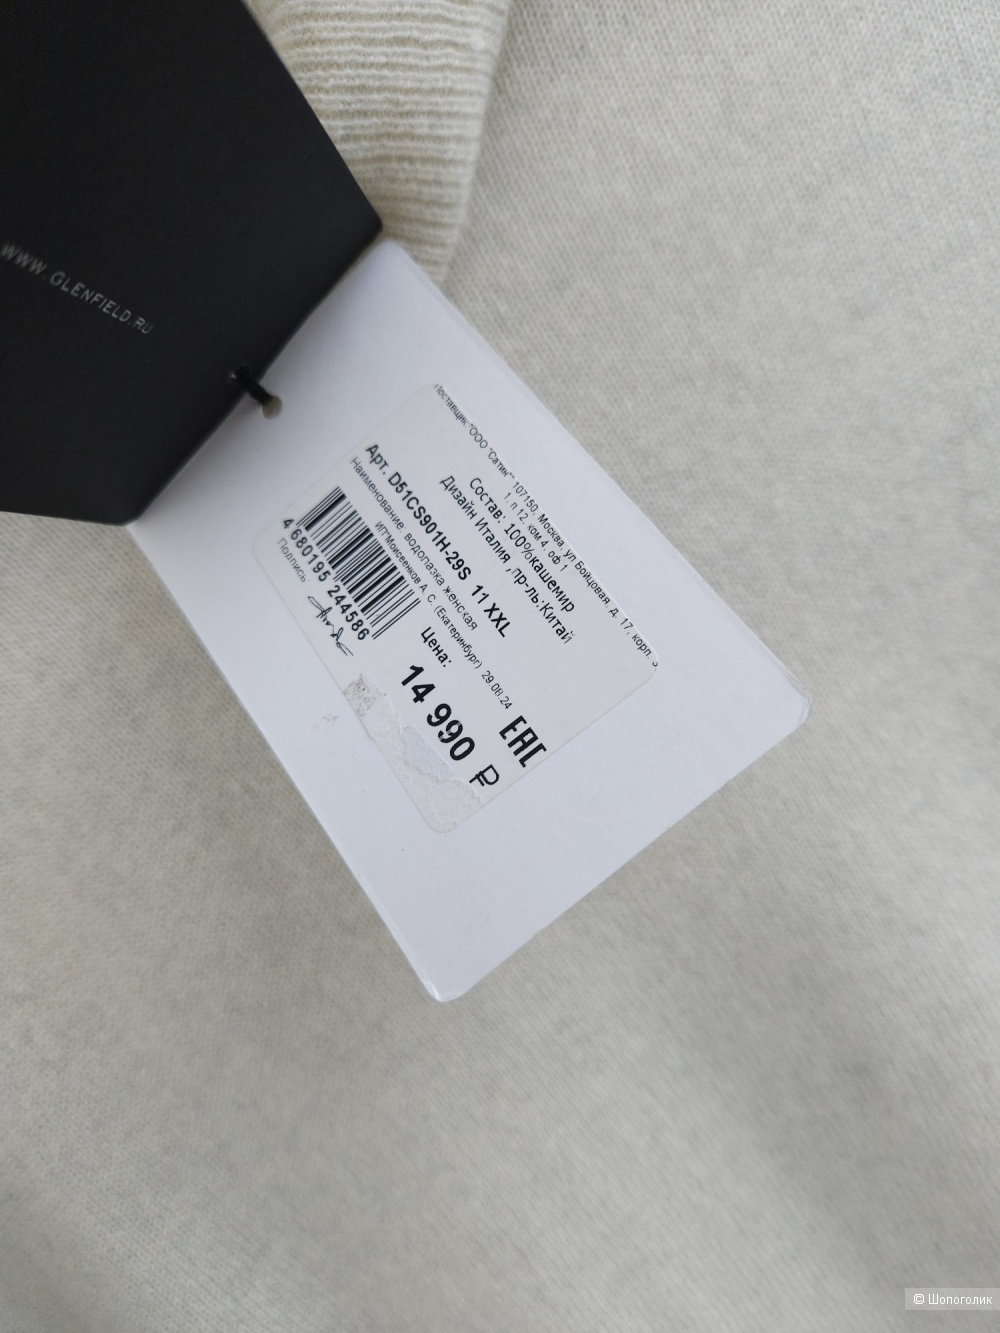 WWW.GLENFIELD.RU
Поставщик: "ООО "Сатин"" 107150, Москва, ул Бойцовая, д. 17, корп. 3,
1, п 12, ком 4, оф 1
Состав: 100%кашемир
Дизайн Италия ,пр-ль:Китай
Арт. D51CS901H-29S 11 XXL
Наименование: водолазка женская
ИП"Моисеенков А. С. (Екатеринбург) 29.08.24
4 680195 244586
Подпись:
Цена:
14 990 ₽
EAC
© Шопоголик